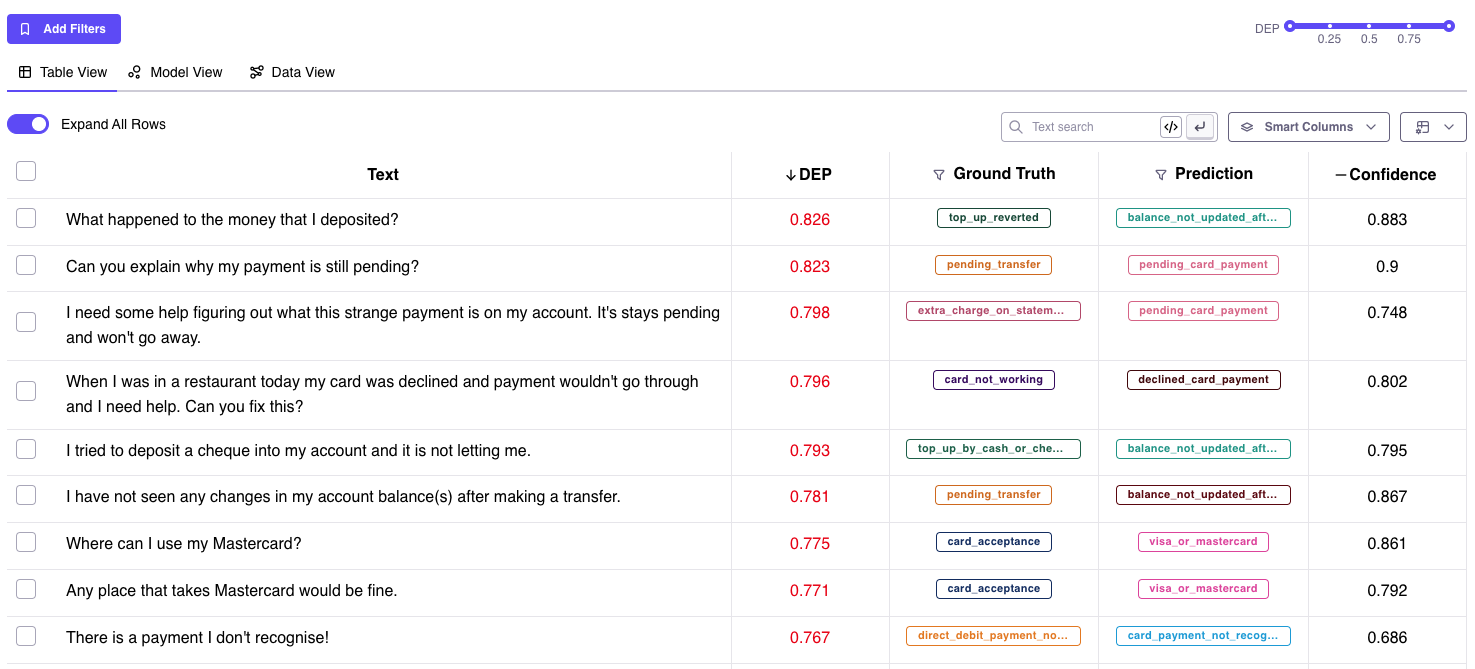 Add Filters
DEP
0.25 0.5 0.75
Table View Model View Data View
Expand All Rows
Text search </> Smart Columns
Text DEP Ground Truth Prediction Confidence
What happened to the money that I deposited? 0.826 top_up_reverted balance_not_updated_aft... 0.883
Can you explain why my payment is still pending? 0.823 pending_transfer pending_card_payment 0.9
I need some help figuring out what this strange payment is on my account. It's stays pending 0.798 extra_charge_on_statem... pending_card_payment 0.748
and won't go away.
When I was in a restaurant today my card was declined and payment wouldn't go through 0.796 card_not_working declined_card_payment 0.802
and I need help. Can you fix this?
I tried to deposit a cheque into my account and it is not letting me. 0.793 top_up_by_cash_or_che... balance_not_updated_aft... 0.795
I have not seen any changes in my account balance(s) after making a transfer. 0.781 pending_transfer balance_not_updated_aft... 0.867
Where can I use my Mastercard? 0.775 card_acceptance visa_or_mastercard 0.861
Any place that takes Mastercard would be fine. 0.771 card_acceptance visa_or_mastercard 0.792
There is a payment I don't recognise! 0.767 direct_debit_payment_no... card_payment_not_recog... 0.686